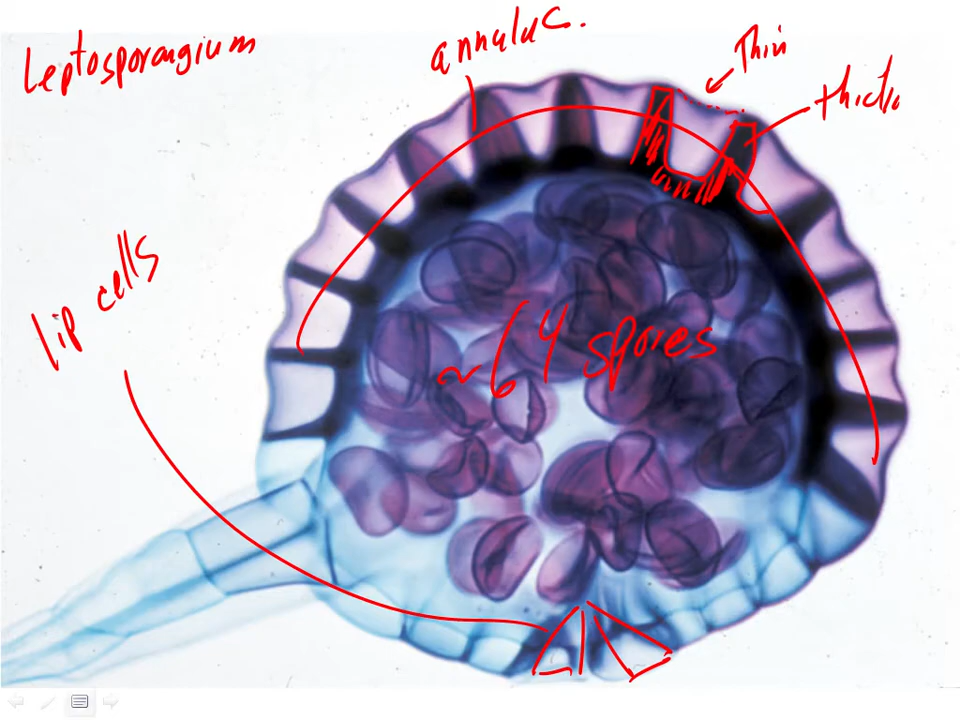 Leptosporangium
annulus.
Thin
thick
lip cells
~64 spores